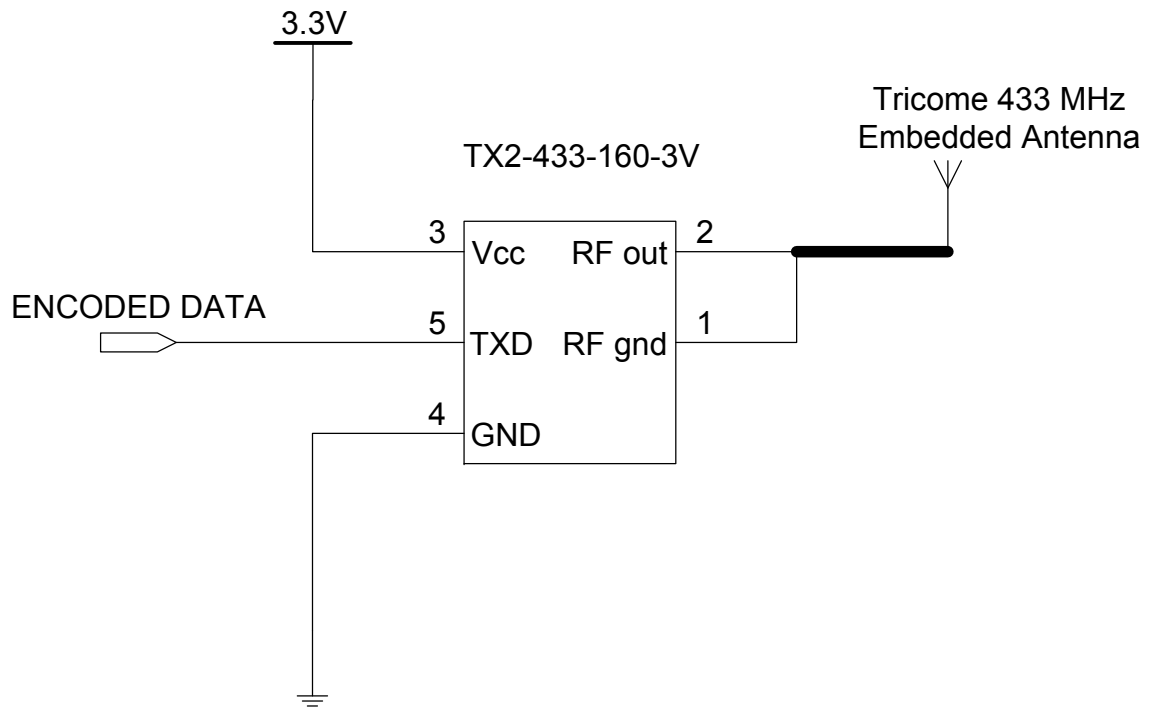 3.3V
Tricome 433 MHz
Embedded Antenna
TX2-433-160-3V
3
Vcc
RF out
2
ENCODED DATA
5
TXD
RF gnd
1
4
GND